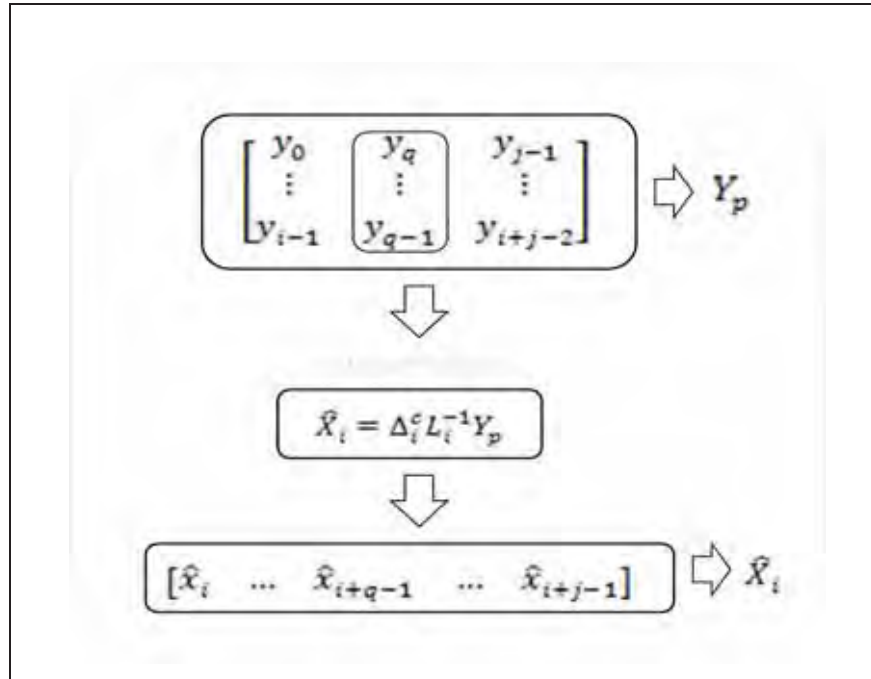 y₀ y_q y_{j−1}
⋮ ⋮ ⋮
y_{i−1} y_{q−1} y_{i+j−2}
Y_p
X̂_i = Δ_i^c L_i^{−1} Y_p
[x̂_i … x̂_{i+q−1} … x̂_{i+j−1}] X̂_i